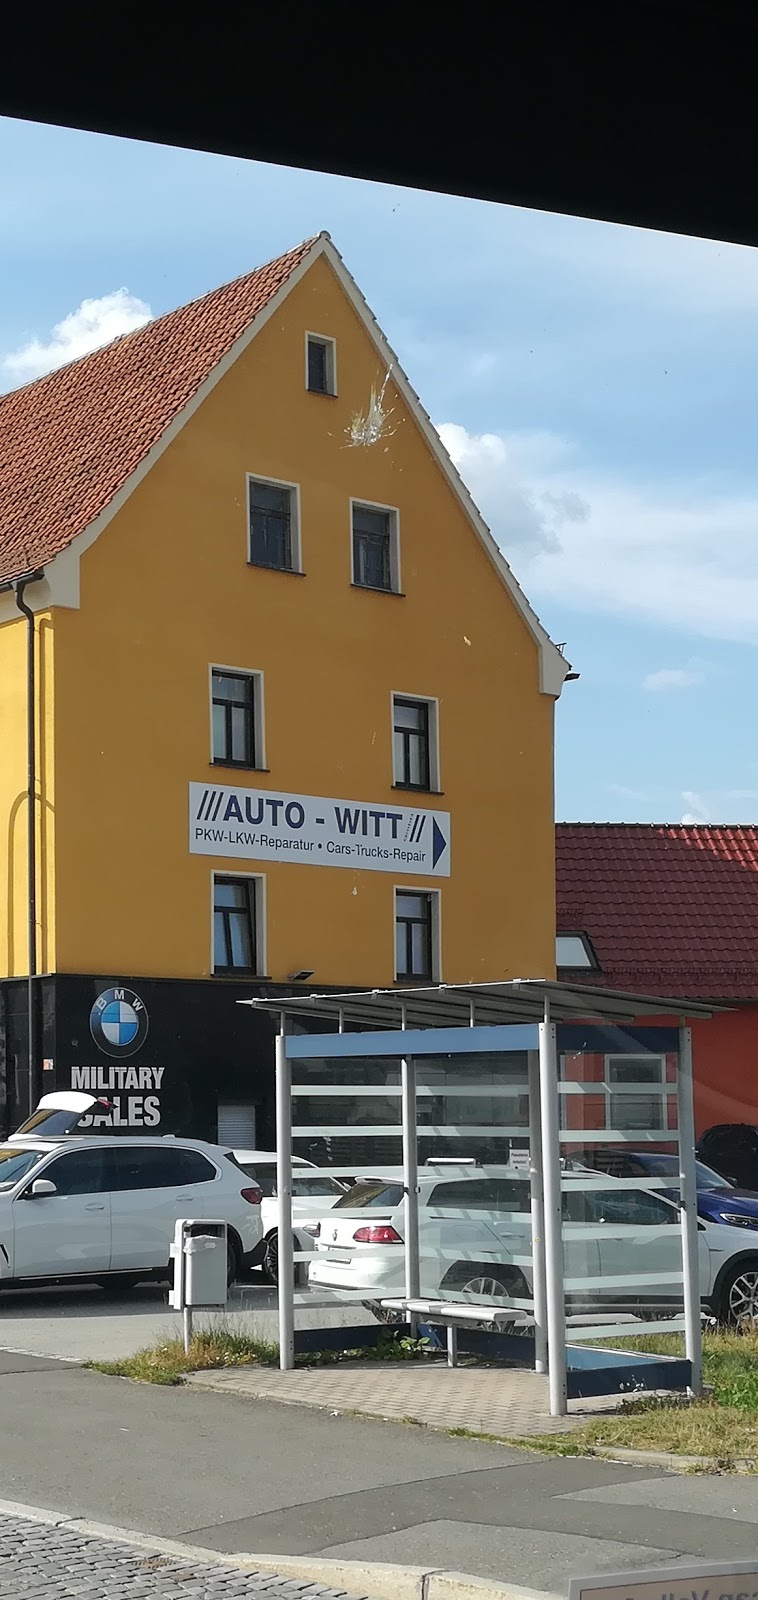 ///AUTO - WITT///
PKW-LKW-Reparatur • Cars-Trucks-Repair
BMW
MILITARY
SALES